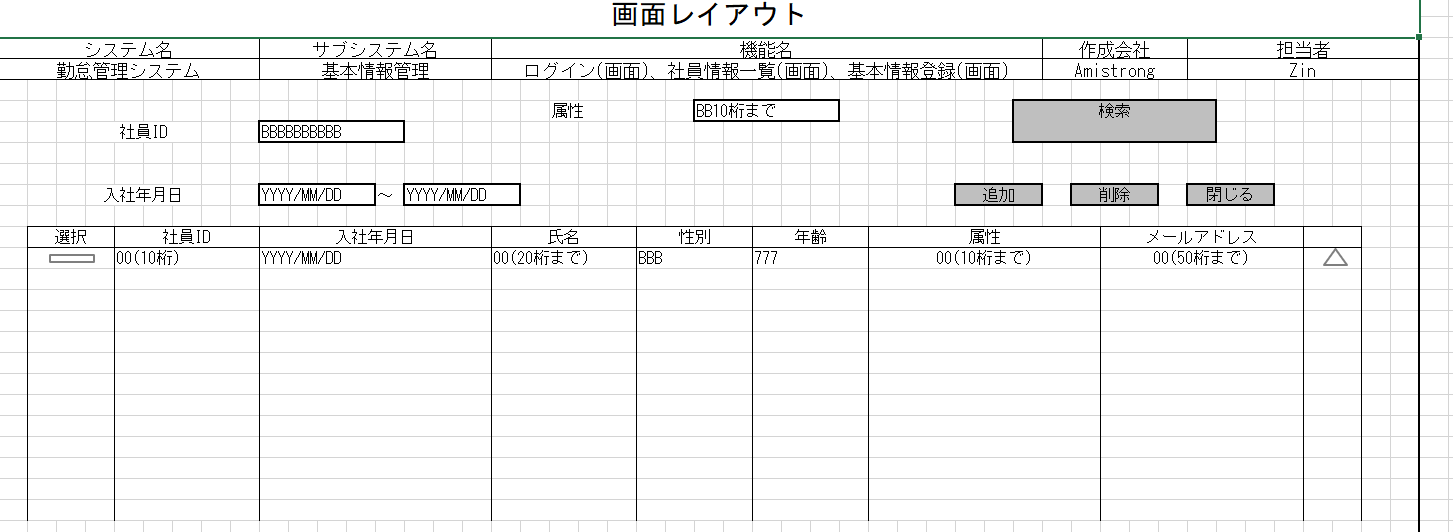 画面レイアウト
システム名 サブシステム名 機能名 作成会社 担当者
勤怠管理システム 基本情報管理 ログイン(画面)、社員情報一覧(画面)、基本情報登録(画面) Amistrong Zin
属性 BB10桁まで 検索
社員ID BBBBBBBBBB
入社年月日 YYYY/MM/DD ～ YYYY/MM/DD 追加 削除 閉じる
選択 社員ID 入社年月日 氏名 性別 年齢 属性 メールアドレス
00(10桁) YYYY/MM/DD 00(20桁まで) BBB 777 00(10桁まで) 00(50桁まで)